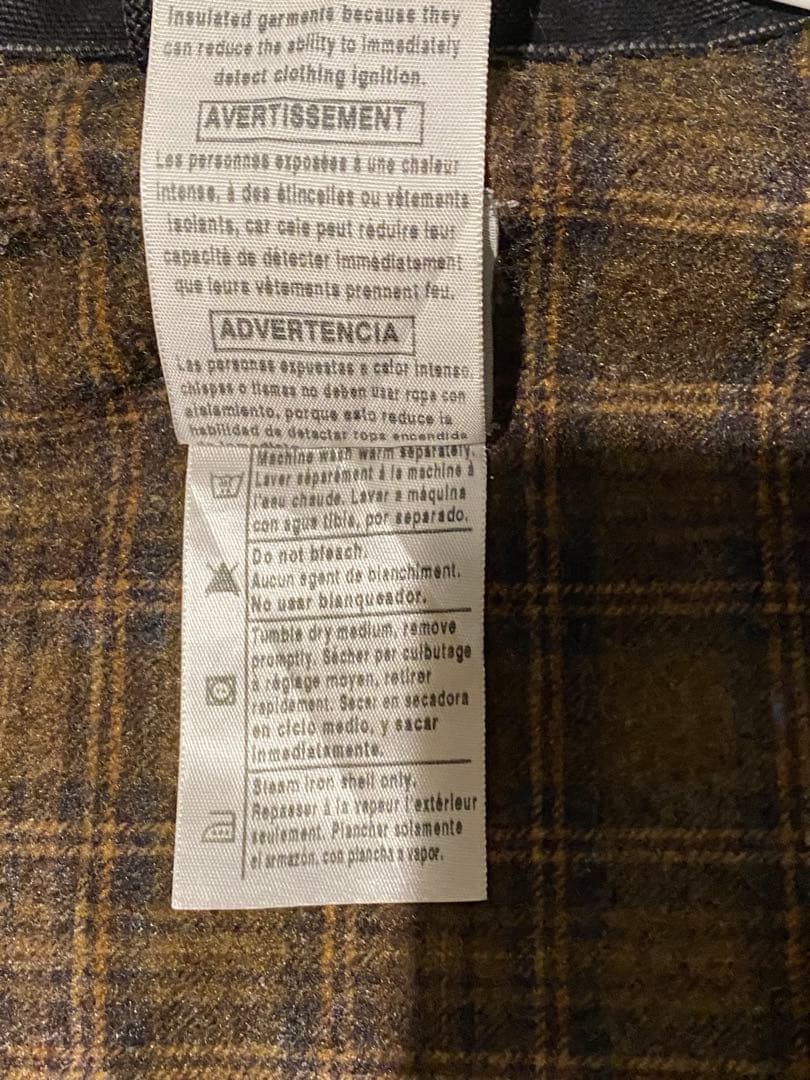 Insulated garments because they
can reduce the ability to immediately
detect clothing ignition.
AVERTISSEMENT
Les personnes exposées à une chaleur
intense, à des étincelles ou vêtements
isolants, car cele peut réduire leur
capacité de détecter immédiatement
que leurs vêtements prennent feu.
ADVERTENCIA
Las personas expuestas a calor intenso,
chispas o llamas no deben usar ropa con
aislamiento, porque esto reduce la
habilidad de detectar ropa encendida
Machine wash warm separately.
Laver séparément à la machine à
l'eau chaude. Lavar a máquina
con agua tibia, por separado.
Do not bleach.
Aucun agent de blanchiment.
No usar blanqueador.
Tumble dry medium, remove
promptly. Sécher par culbutage
à réglage moyen, retirer
rapidement. Secar en secadora
en ciclo medio, y sacar
inmediatamente.
Steam iron shell only.
Repasser à la vapeur l'extérieur
seulement. Planchar solamente
el armazón, con plancha a vapor.